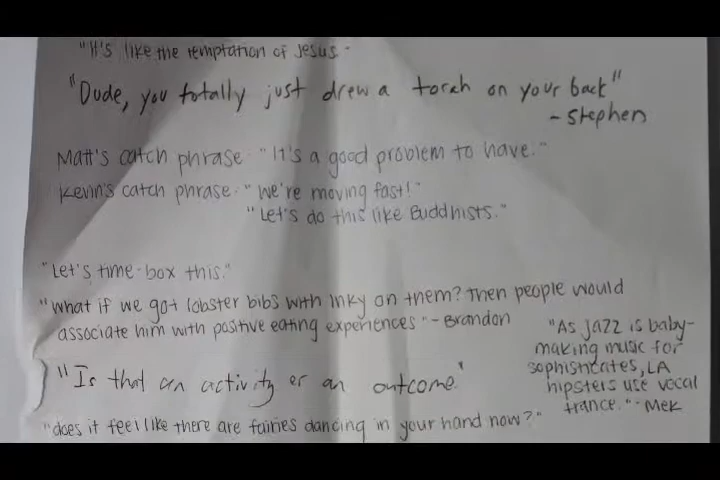 "It's like the temptation of Jesus -
"Dude, you totally just drew a torah on your back"
- Stephen
Matt's catch phrase - "It's a good problem to have."
Kevin's catch phrase - "we're moving fast!"
"Let's do this like Buddhists."
"Let's time-box this."
"What if we got lobster bibs with Inky on them? Then people would
associate him with positive eating experiences" - Brandon
"Is that an activity or an outcome"
"As jazz is baby-
making music for
sophisticates, LA
hipsters use vocal
trance." - Mek
"does it feel like there are fairies dancing in your hand now?"